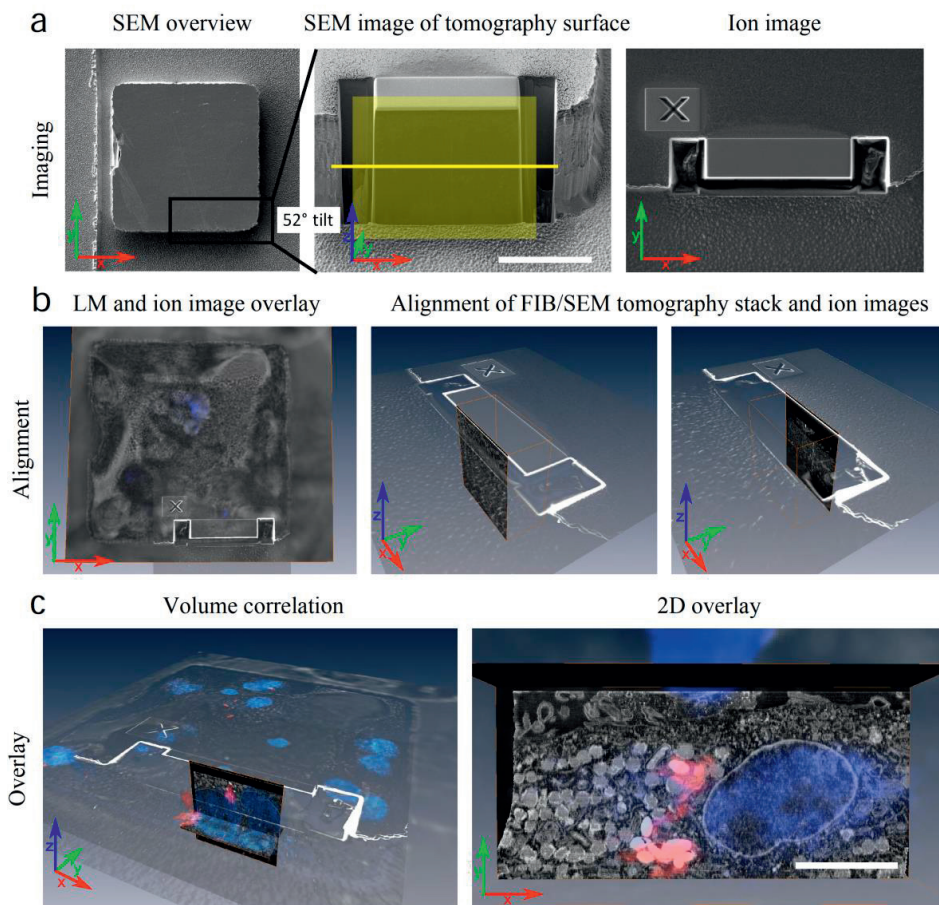 a
SEM overview
SEM image of tomography surface
Ion image
Imaging
52° tilt
X
y
x
z
y
x
y
x
b
LM and ion image overlay
Alignment of FIB/SEM tomography stack and ion images
Alignment
X
X
X
y
x
z
y
x
z
y
x
c
Volume correlation
2D overlay
Overlay
X
z
y
x
y
x